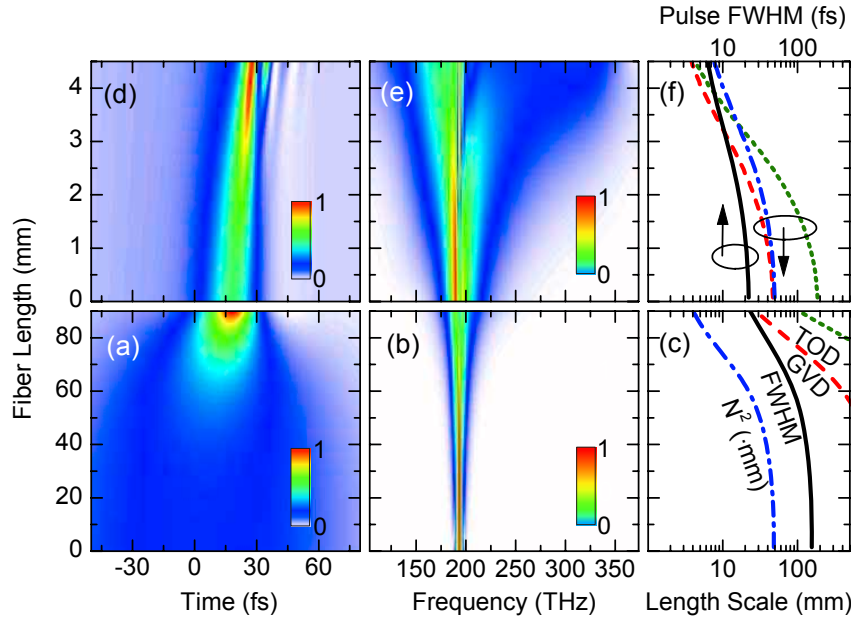 Pulse FWHM (fs)
10 100
4
3
2
1
0
(d)
1
0
(e)
1
0
(f)
Fiber Length (mm)
80
60
40
20
0
(a)
1
0
(b)
1
0
(c)
TOD
GVD
FWHM
N² (·mm)
-30 0 30 60
150 200 250 300 350
10 100
Time (fs)
Frequency (THz)
Length Scale (mm)